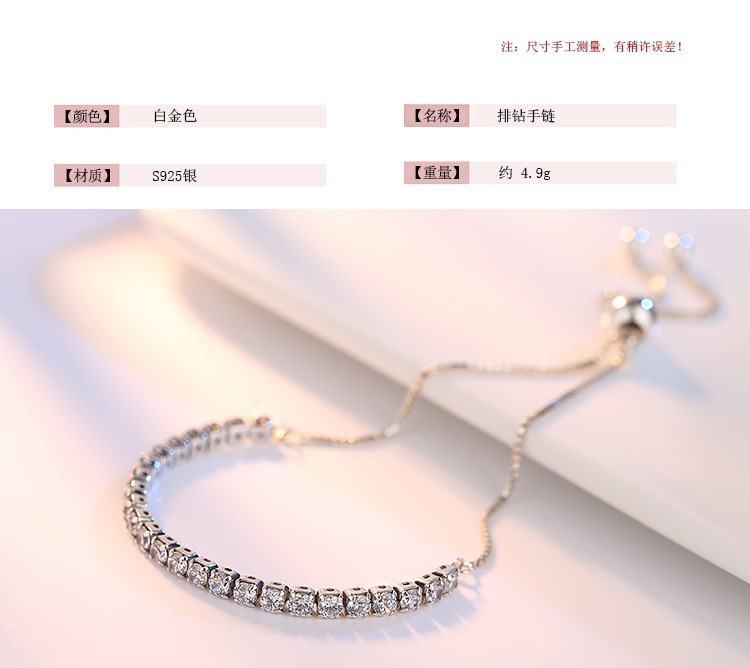 注：尺寸手工测量，有稍许误差！
【颜色】 白金色
【名称】 排钻手链
【材质】 S925银
【重量】 约 4.9g